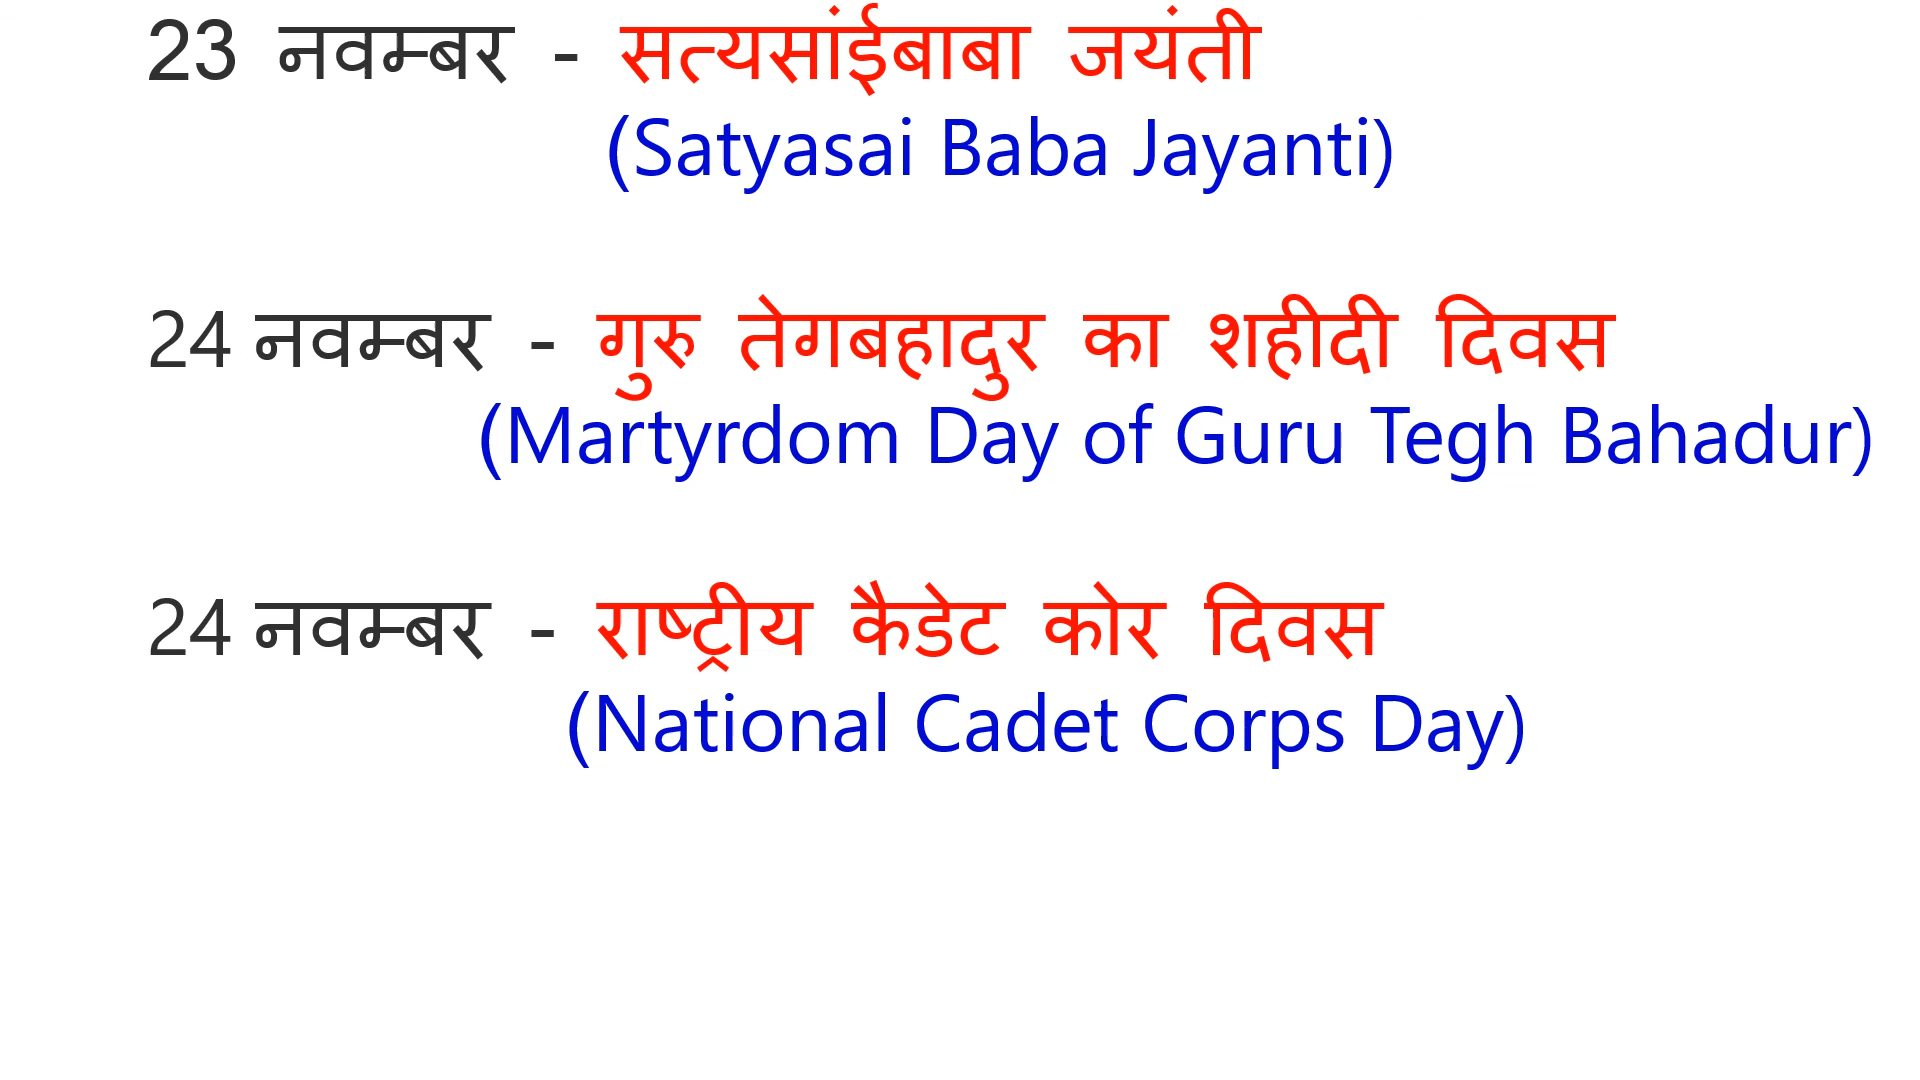 23 नवम्बर - सत्यसांईबाबा जयंती
(Satyasai Baba Jayanti)
24 नवम्बर - गुरु तेगबहादुर का शहीदी दिवस
(Martyrdom Day of Guru Tegh Bahadur)
24 नवम्बर - राष्ट्रीय कैडेट कोर दिवस
(National Cadet Corps Day)